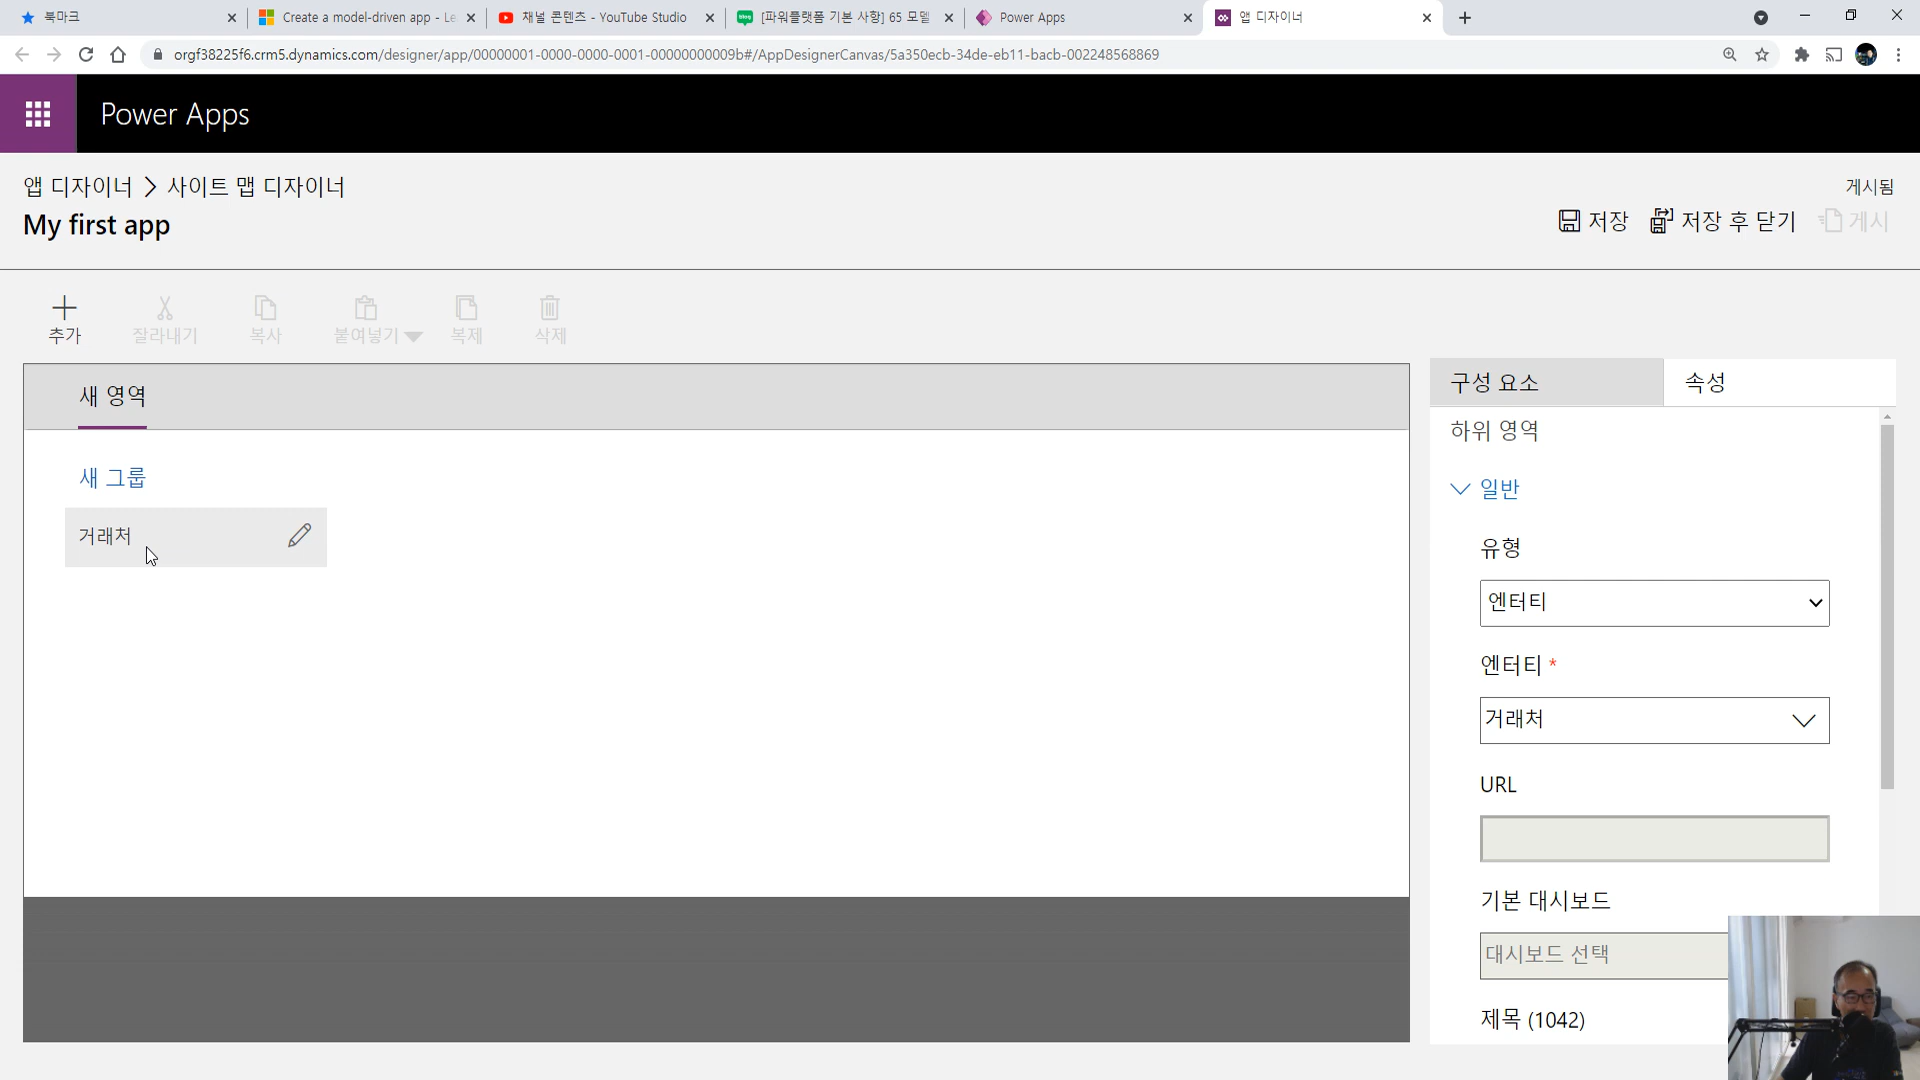 북마크
Create a model-driven app - Le
채널 콘텐츠 - YouTube Studio
blog
[파워플랫폼 기본 사항] 65 모델
Power Apps
앱 디자이너
orgf38225f6.crm5.dynamics.com/designer/app/00000001-0000-0000-0001-00000000009b#/AppDesignerCanvas/5a350ecb-34de-eb11-bacb-002248568869
Power Apps
앱 디자이너 > 사이트 맵 디자이너
게시됨
My first app
저장
저장 후 닫기
게시
추가
잘라내기
복사
붙여넣기
복제
삭제
새 영역
새 그룹
거래처
구성 요소
속성
하위 영역
일반
유형
엔터티
엔터티 *
거래처
URL
기본 대시보드
대시보드 선택
제목 (1042)